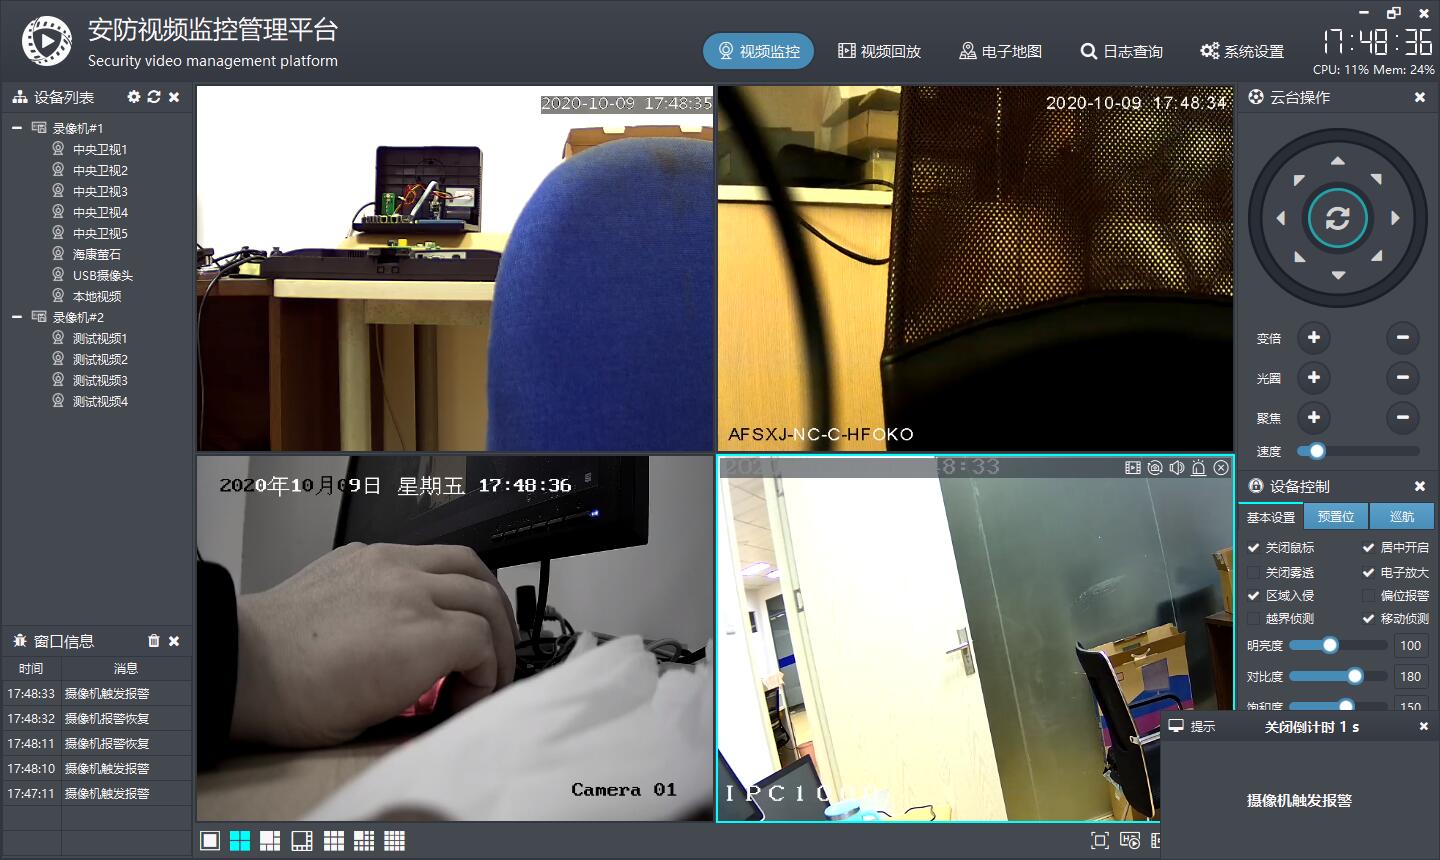 安防视频监控管理平台
Security video management platform
视频监控
视频回放
电子地图
日志查询
系统设置
17:48:36
CPU: 11% Mem: 24%
设备列表
录像机#1
中央卫视1
中央卫视2
中央卫视3
中央卫视4
中央卫视5
海康萤石
USB摄像头
本地视频
录像机#2
测试视频1
测试视频2
测试视频3
测试视频4
窗口信息
时间 消息
17:48:33 摄像机触发报警
17:48:32 摄像机报警恢复
17:48:11 摄像机报警恢复
17:48:10 摄像机触发报警
17:47:11 摄像机触发报警
2020-10-09 17:48:35
2020-10-09 17:48:34
AFSXJ-NC-C-HFOKO
2020年10月09日 星期五 17:48:36
Camera 01
8:33
云台操作
变倍
光圈
聚焦
速度
设备控制
基本设置 预置位 巡航
关闭鼠标 居中开启
关闭雾透 电子放大
区域入侵 偏位报警
越界侦测 移动侦测
明亮度 100
对比度 180
饱和度 150
提示 关闭倒计时 1 s
摄像机触发报警